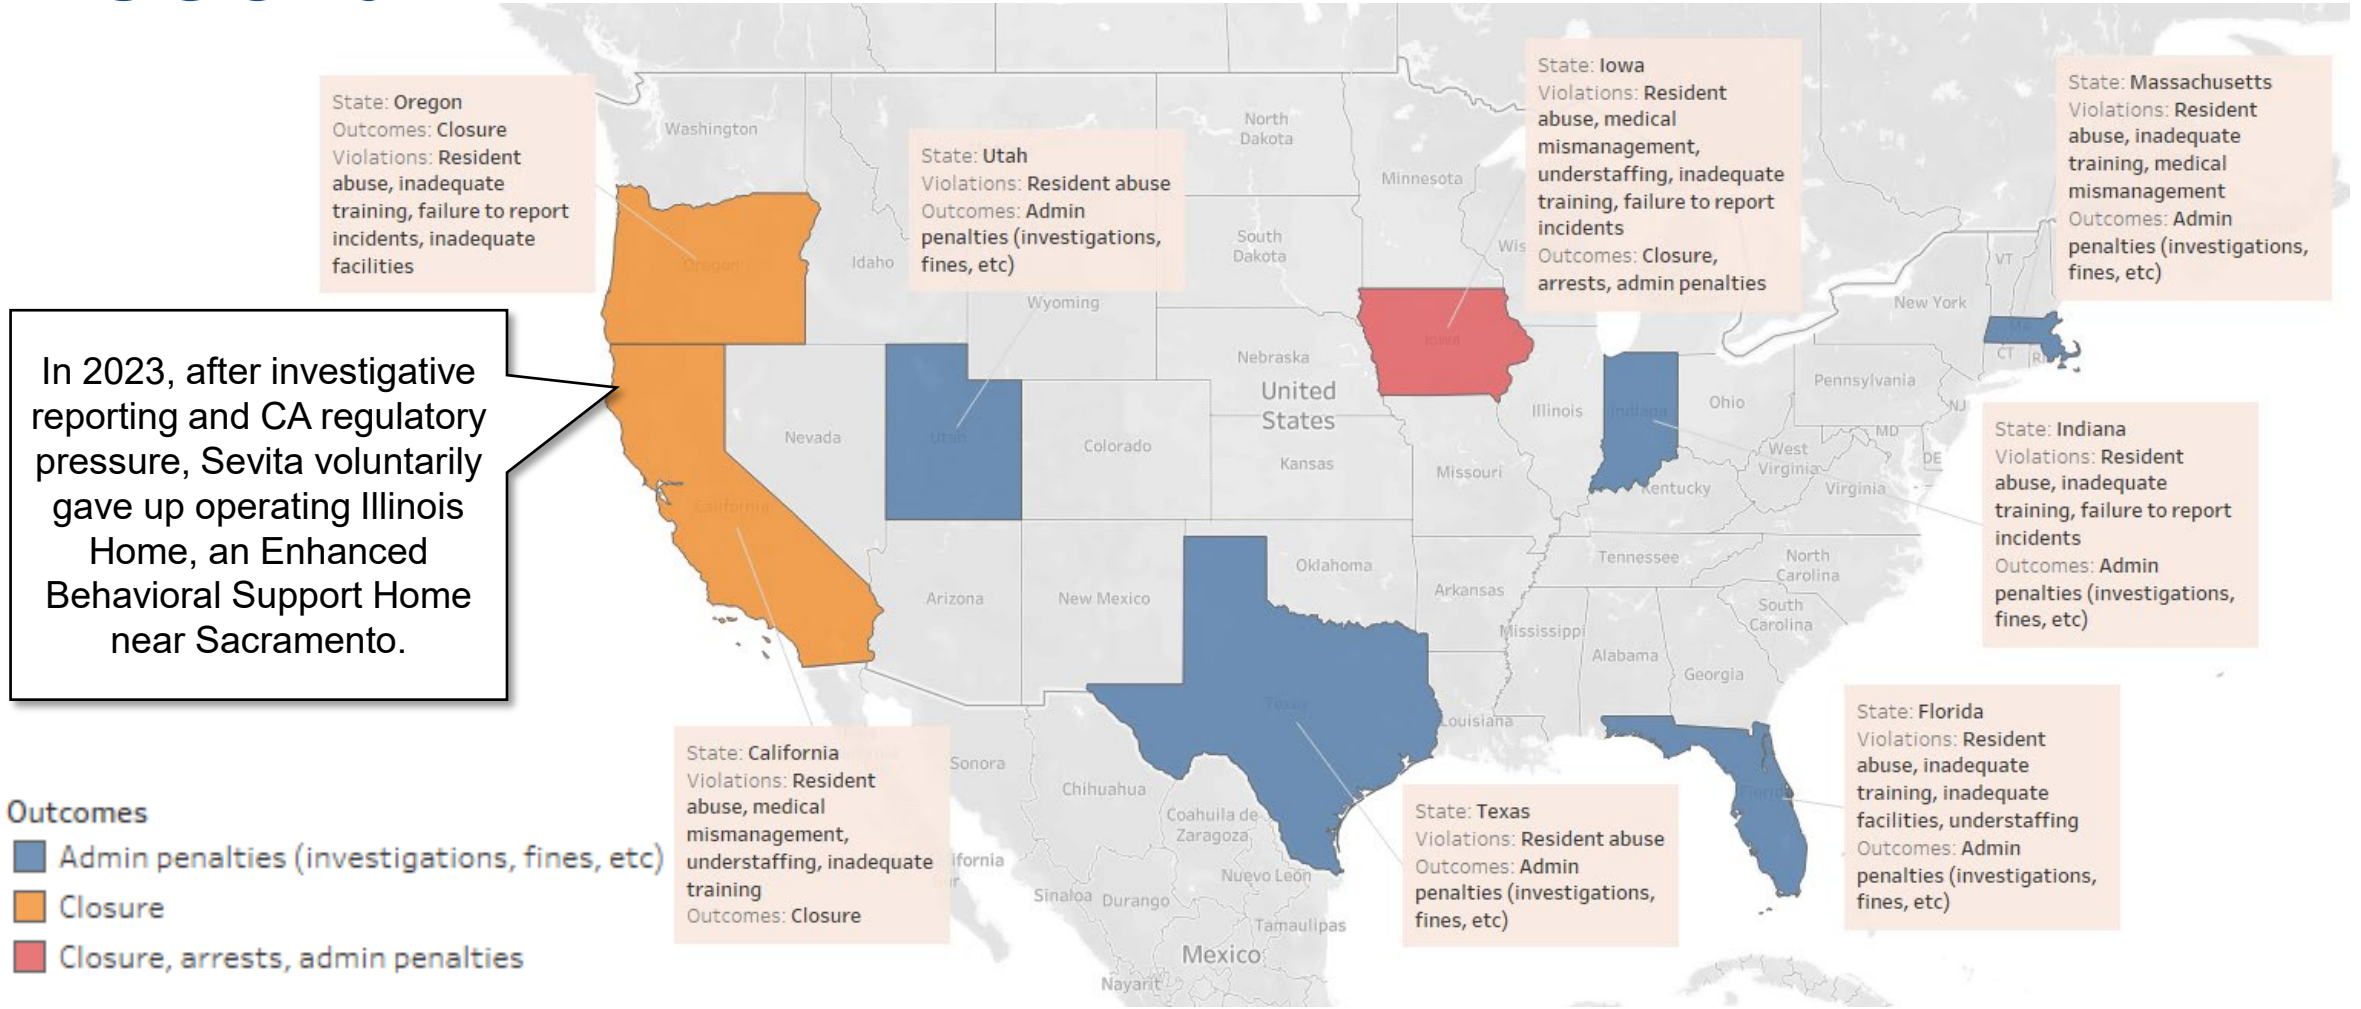 State: Oregon
Outcomes: Closure
Violations: Resident
abuse, inadequate
training, failure to report
incidents, inadequate
facilities
State: Utah
Violations: Resident abuse
Outcomes: Admin
penalties (investigations,
fines, etc)
State: Iowa
Violations: Resident
abuse, medical
mismanagement,
understaffing, inadequate
training, failure to report
incidents
Outcomes: Closure,
arrests, admin penalties
State: Massachusetts
Violations: Resident
abuse, inadequate
training, medical
mismanagement
Outcomes: Admin
penalties (investigations,
fines, etc)
In 2023, after investigative
reporting and CA regulatory
pressure, Sevita voluntarily
gave up operating Illinois
Home, an Enhanced
Behavioral Support Home
near Sacramento.
State: Indiana
Violations: Resident
abuse, inadequate
training, failure to report
incidents
Outcomes: Admin
penalties (investigations,
fines, etc)
State: California
Violations: Resident
abuse, medical
mismanagement,
understaffing, inadequate
training
Outcomes: Closure
State: Texas
Violations: Resident abuse
Outcomes: Admin
penalties (investigations,
fines, etc)
State: Florida
Violations: Resident
abuse, inadequate
training, inadequate
facilities, understaffing
Outcomes: Admin
penalties (investigations,
fines, etc)
Outcomes
Admin penalties (investigations, fines, etc)
Closure
Closure, arrests, admin penalties
Washington
North
Dakota
Minnesota
Oregon
Idaho
South
Dakota
Wis
VT
Wyoming
New York
Iowa
MA
CT
RI
Nebraska
United
States
Pennsylvania
NJ
Illinois
Indiana
Ohio
Nevada
Utah
Colorado
Kansas
Missouri
West
Virginia
MD
DE
Kentucky
Virginia
California
Oklahoma
Tennessee
North
Carolina
Arizona
New Mexico
Arkansas
South
Carolina
Mississippi
Alabama
Georgia
Texas
Louisiana
Sonora
Chihuahua
Florida
Coahuila de
Zaragoza
ifornia
Nuevo León
Sinaloa
Durango
Tamaulipas
Mexico
Nayarit